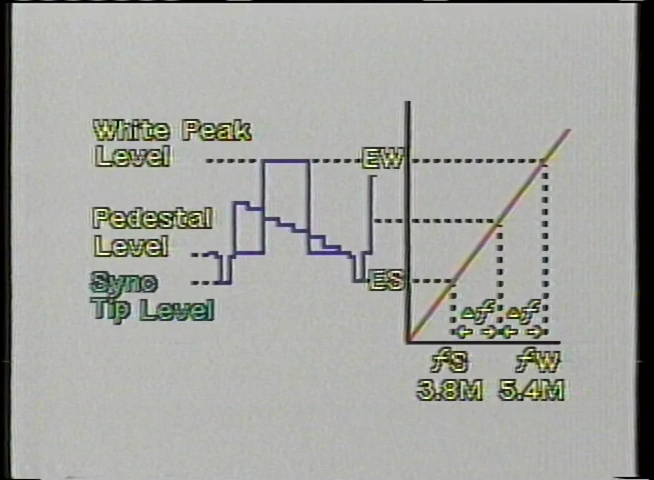 White Peak
Level
EW
Pedestal
Level
Sync
Tip Level
ES
Δf Δf
fS fW
3.8M 5.4M